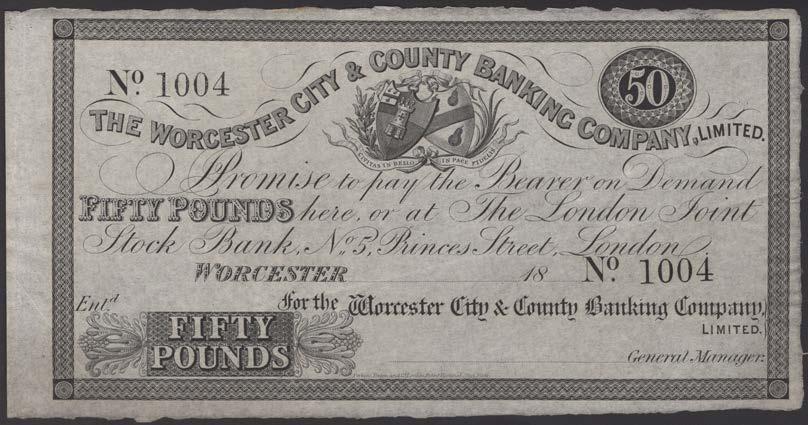 No 1004
50
THE WORCESTER CITY & COUNTY BANKING COMPANY, LIMITED.
CIVITAS IN BELLO IN PACE FIDELIS
Promise to pay the Bearer on Demand
FIFTY POUNDS here, or at The London Joint
Stock Bank, No. 5, Princes Street, London.
WORCESTER 18 No 1004
Entd For the Worcester City & County Banking Company,
LIMITED.
FIFTY
POUNDS
General Manager.